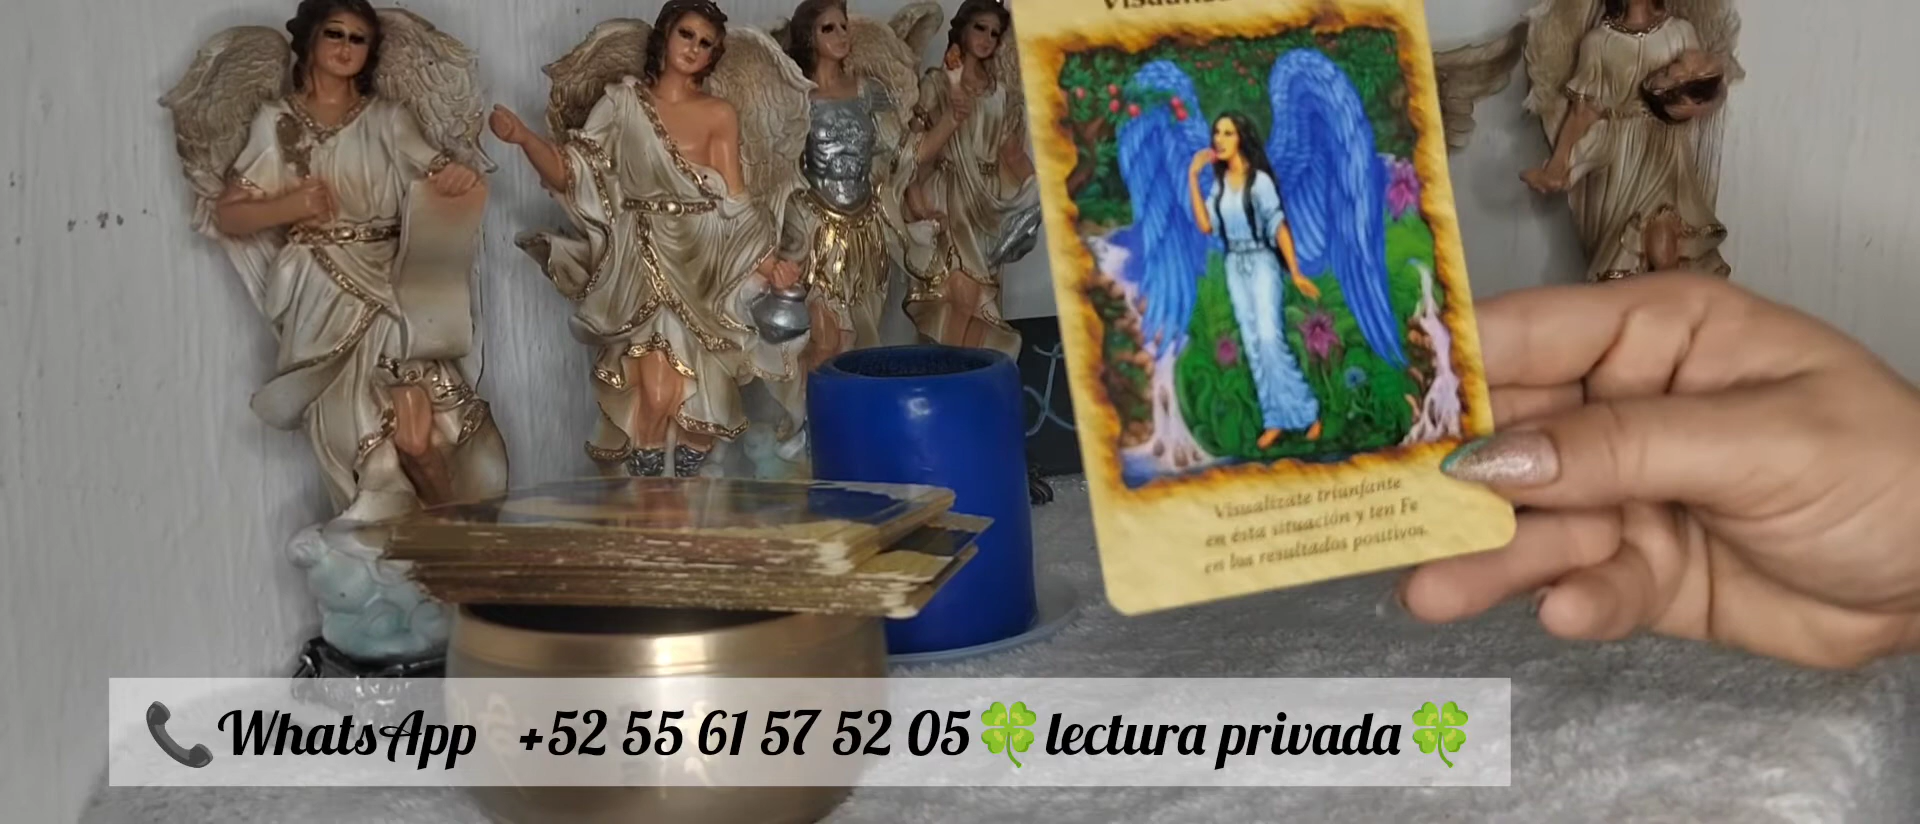 Visualízate triunfante
en ésta situación y ten Fe
en los resultados positivos.
WhatsApp +52 55 61 57 52 05 lectura privada